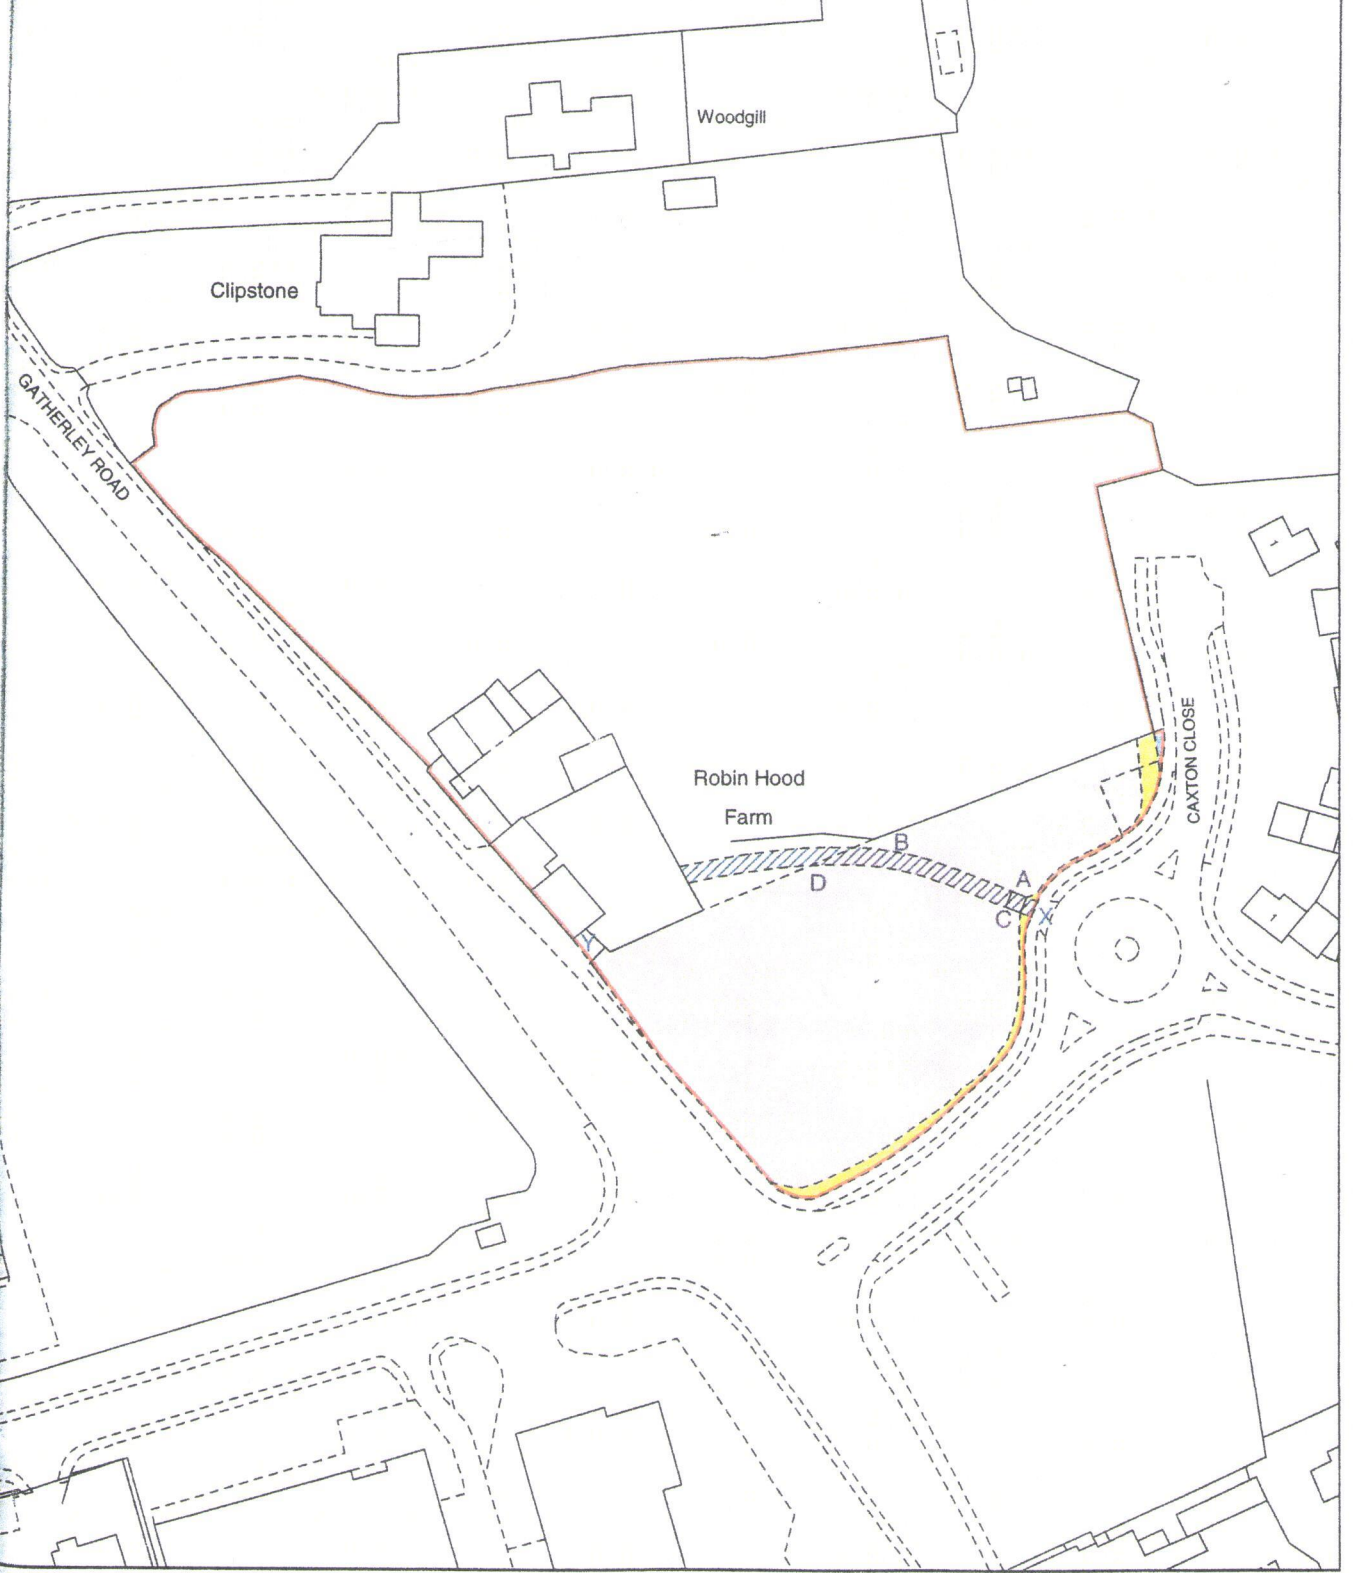 Woodgill
Clipstone
GATHERLEY ROAD
CAXTON CLOSE
Robin Hood
Farm
B
D
A
C
X
Y